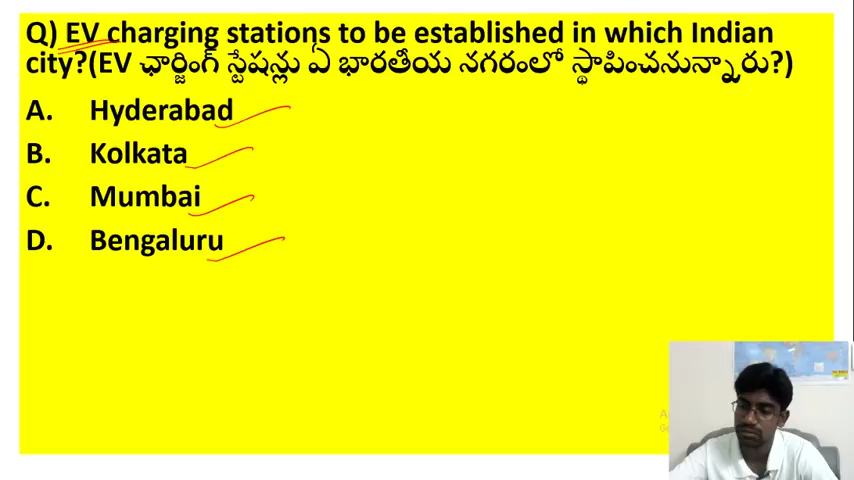 Q) EV charging stations to be established in which Indian
city?(EV ఛార్జింగ్ స్టేషన్లు ఏ భారతీయ నగరంలో స్థాపించనున్నారు?)
A. Hyderabad
B. Kolkata
C. Mumbai
D. Bengaluru